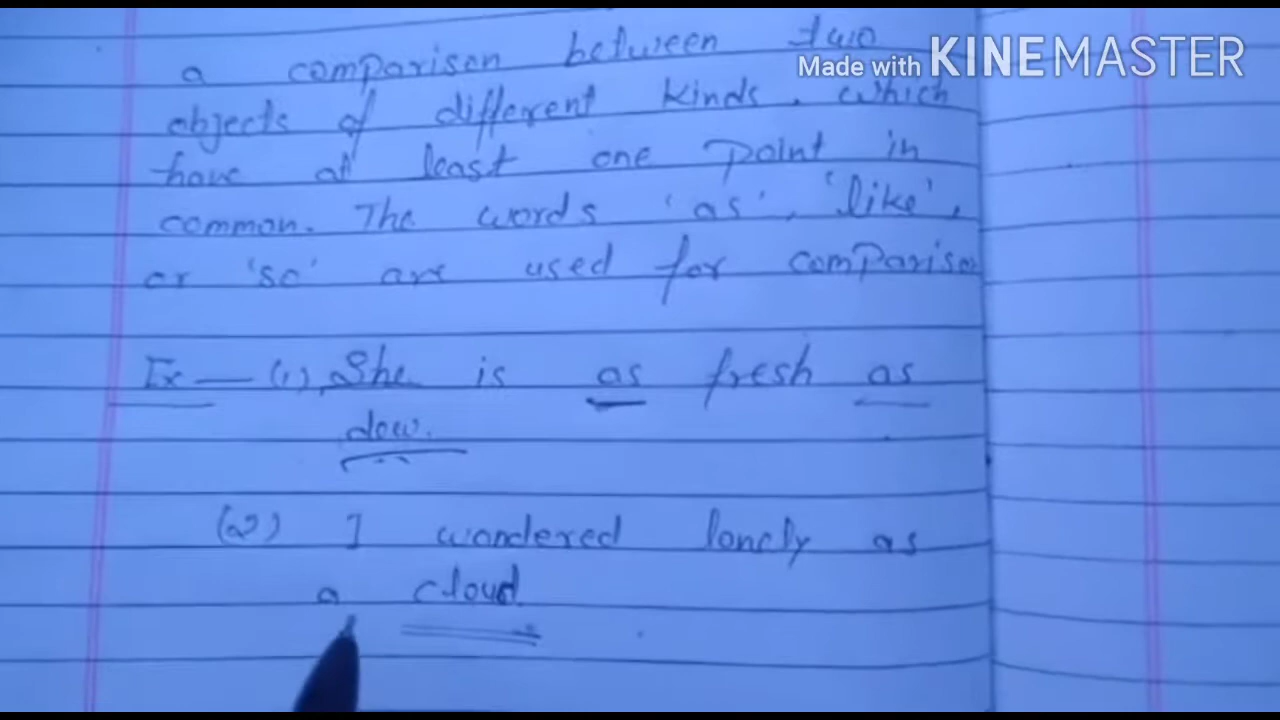 a comparison between two
Made with KINEMASTER
objects of different kinds. which
have at least one point in
common. The words 'as', 'like',
or 'so' are used for comparison
Ex — (1) She is as fresh as
dew.
(2) I wandered lonely as
a cloud.